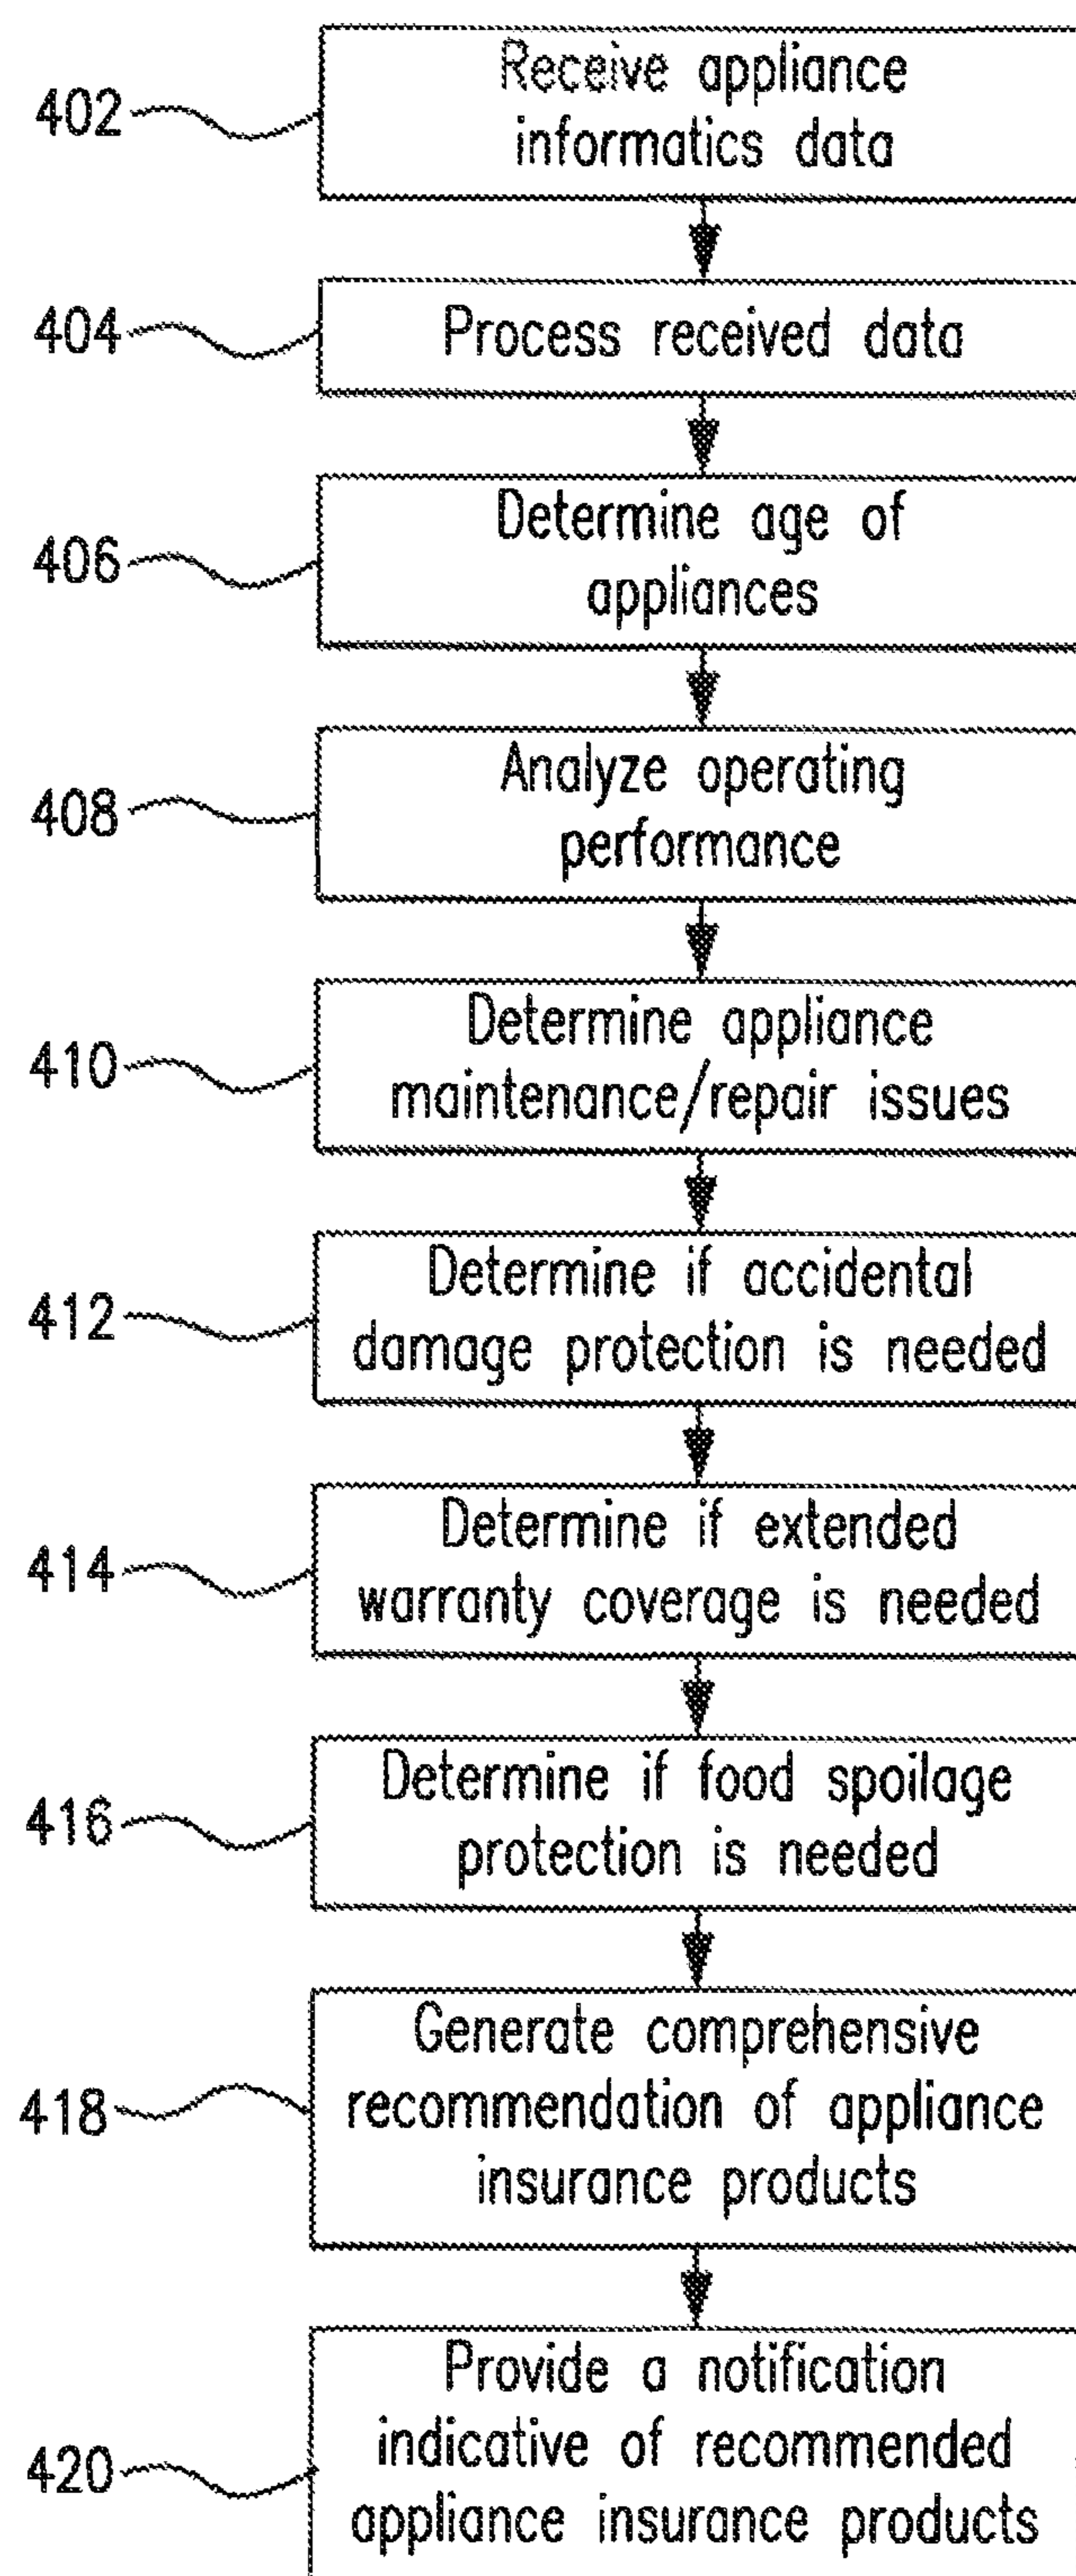 402
Receive appliance
informatics data
404
Process received data
406
Determine age of
appliances
408
Analyze operating
performance
410
Determine appliance
maintenance/repair issues
412
Determine if accidental
damage protection is needed
414
Determine if extended
warranty coverage is needed
416
Determine if food spoilage
protection is needed
418
Generate comprehensive
recommendation of appliance
insurance products
420
Provide a notification
indicative of recommended
appliance insurance products